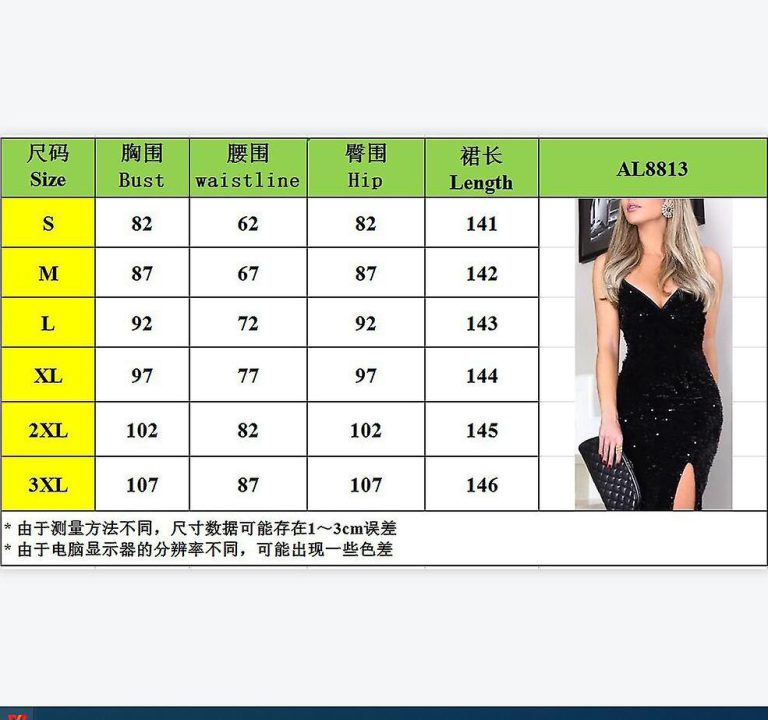 尺码 胸围 腰围 臀围 裙长 AL8813
Size Bust waistline Hip Length
S 82 62 82 141
M 87 67 87 142
L 92 72 92 143
XL 97 77 97 144
2XL 102 82 102 145
3XL 107 87 107 146
* 由于测量方法不同，尺寸数据可能存在1～3cm误差
* 由于电脑显示器的分辨率不同，可能出现一些色差